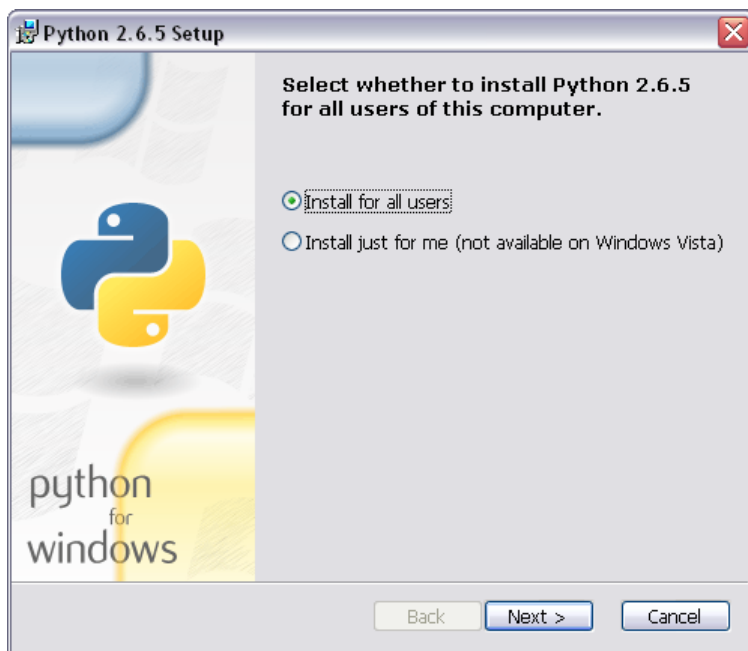 Python 2.6.5 Setup
Select whether to install Python 2.6.5
for all users of this computer.
Install for all users
Install just for me (not available on Windows Vista)
python
for
windows
Back
Next >
Cancel